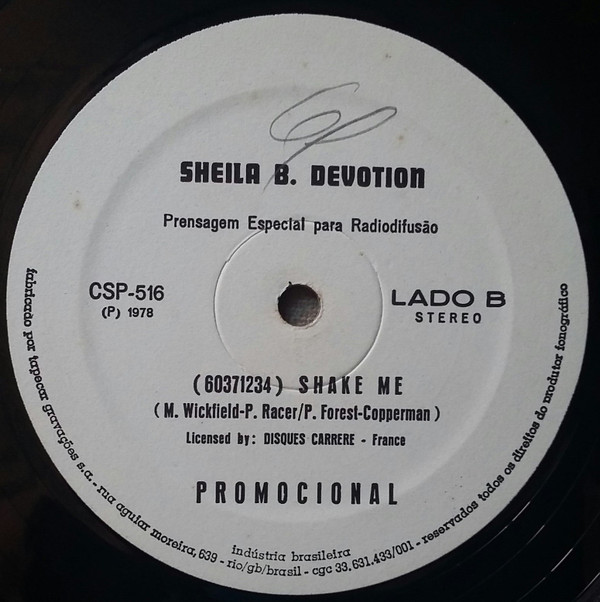 SHEILA B. DEVOTION
Prensagem Especial para Radiodifusão
CSP-516
(P) 1978
LADO B
STEREO
(60371234) SHAKE ME
(M. Wickfield-P. Racer/P. Forest-Copperman)
Licensed by: DISQUES CARRERE - France
PROMOCIONAL
indústria brasileira
fabricado por tapecar gravações s.a. - rua aguiar moreira, 639 - rio/gb/brasil - cgc 33.631.433/001 - reservados todos os direitos do produtor fonográfico